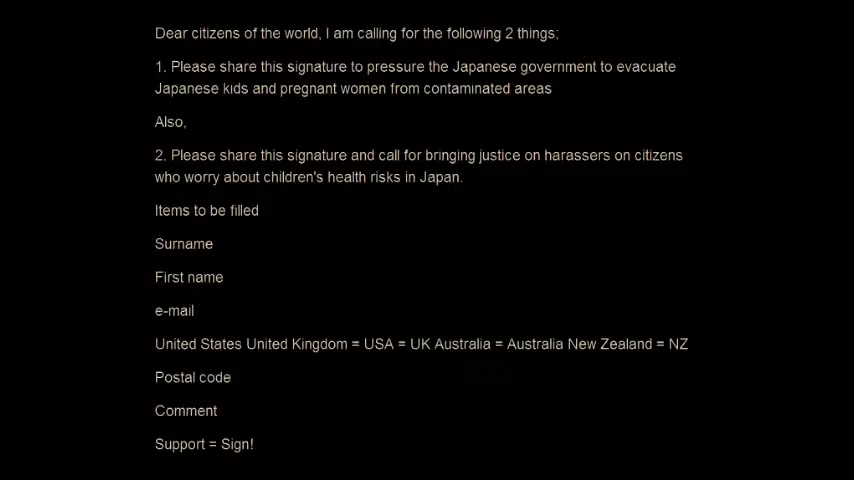 Dear citizens of the world, I am calling for the following 2 things;
1. Please share this signature to pressure the Japanese government to evacuate
Japanese kids and pregnant women from contaminated areas
Also,
2. Please share this signature and call for bringing justice on harassers on citizens
who worry about children's health risks in Japan.
Items to be filled
Surname
First name
e-mail
United States United Kingdom = USA = UK Australia = Australia New Zealand = NZ
Postal code
Comment
Support = Sign!